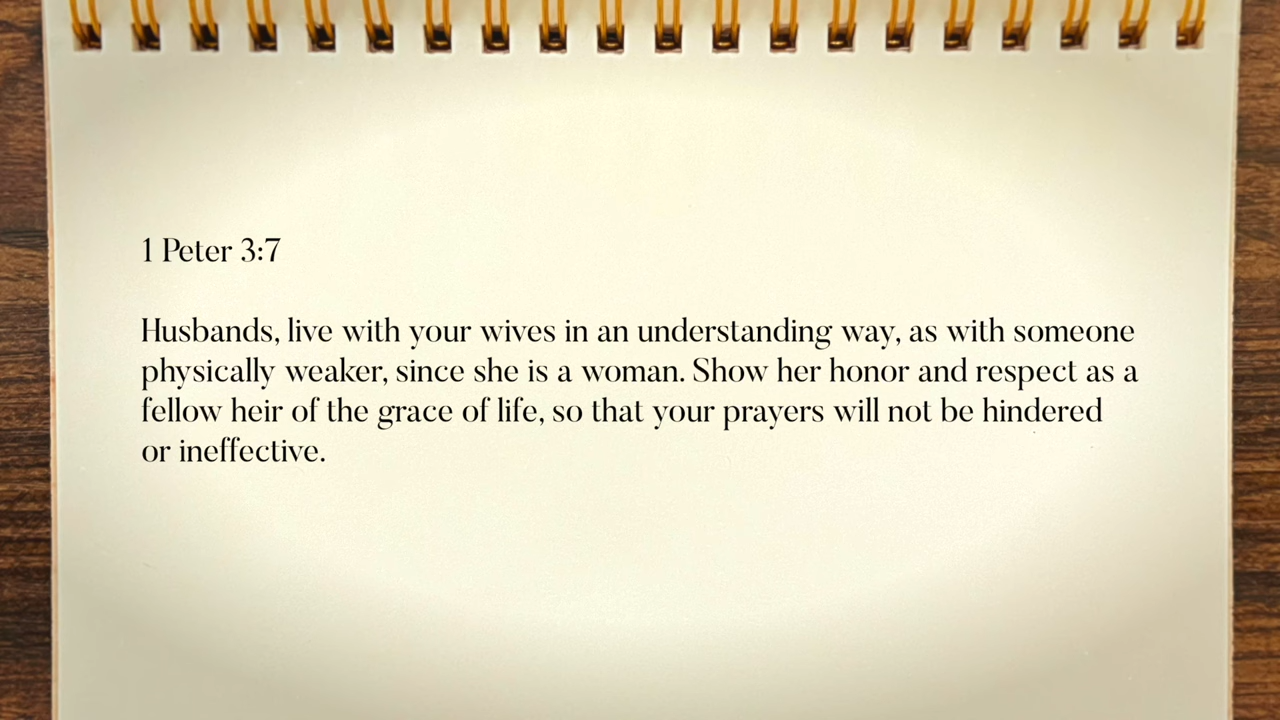 1 Peter 3:7
Husbands, live with your wives in an understanding way, as with someone
physically weaker, since she is a woman. Show her honor and respect as a
fellow heir of the grace of life, so that your prayers will not be hindered
or ineffective.